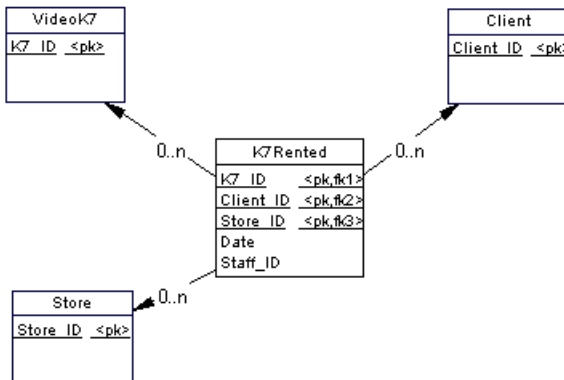 VideoK7
K7_ID <pk>
Client
Client_ID <pk>
0..n
0..n
K7Rented
K7_ID <pk,fk1>
Client_ID <pk,fk2>
Store_ID <pk,fk3>
Date
Staff_ID
0..n
Store
Store_ID <pk>